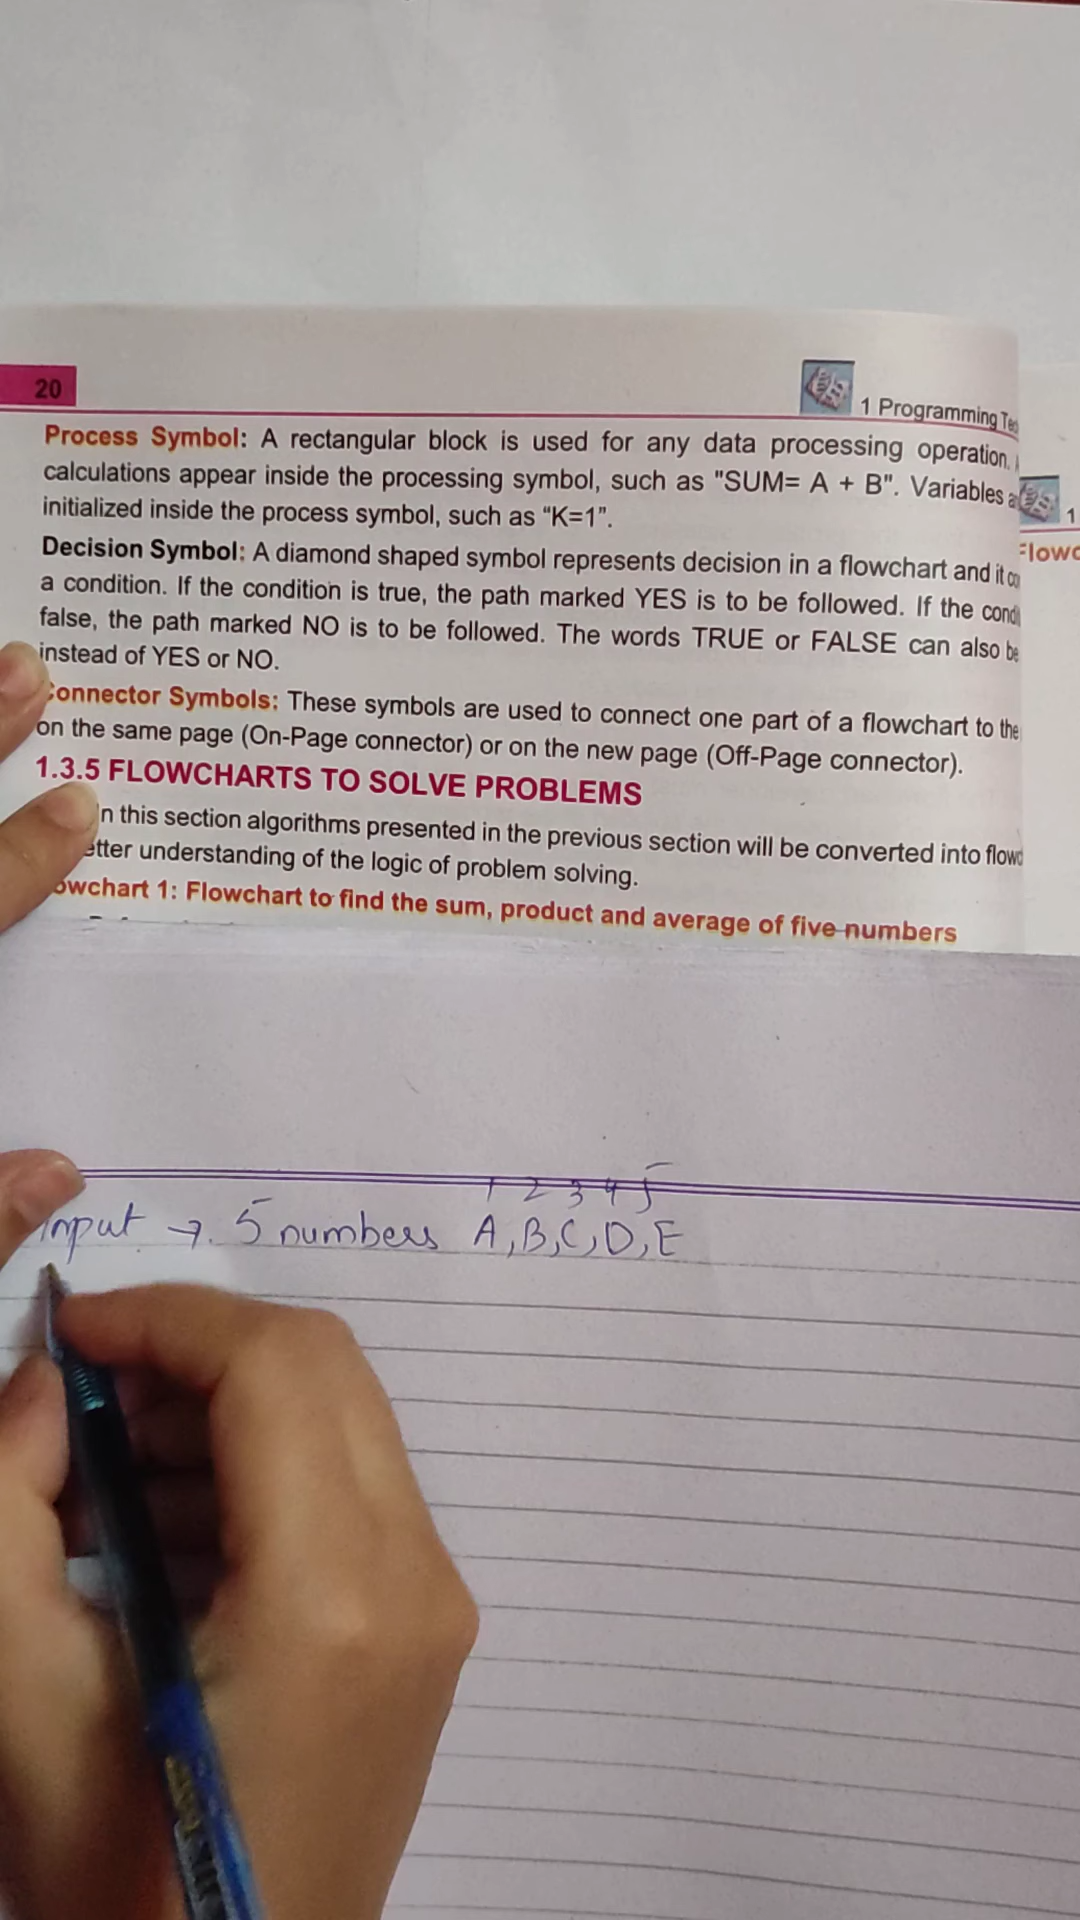 20
1 Programming
Process Symbol: A rectangular block is used for any data processing operation.
calculations appear inside the processing symbol, such as "SUM= A + B". Variables
initialized inside the process symbol, such as “K=1”.
1
Decision Symbol: A diamond shaped symbol represents decision in a flowchart and it
a condition. If the condition is true, the path marked YES is to be followed. If the
false, the path marked NO is to be followed. The words TRUE or FALSE can also be
instead of YES or NO.
onnector Symbols: These symbols are used to connect one part of a flowchart to the
on the same page (On-Page connector) or on the new page (Off-Page connector).
1.3.5 FLOWCHARTS TO SOLVE PROBLEMS
n this section algorithms presented in the previous section will be converted into
etter understanding of the logic of problem solving.
owchart 1: Flowchart to find the sum, product and average of five numbers
1 2 3 4 5
Input → 5 numbers A, B, C, D, E